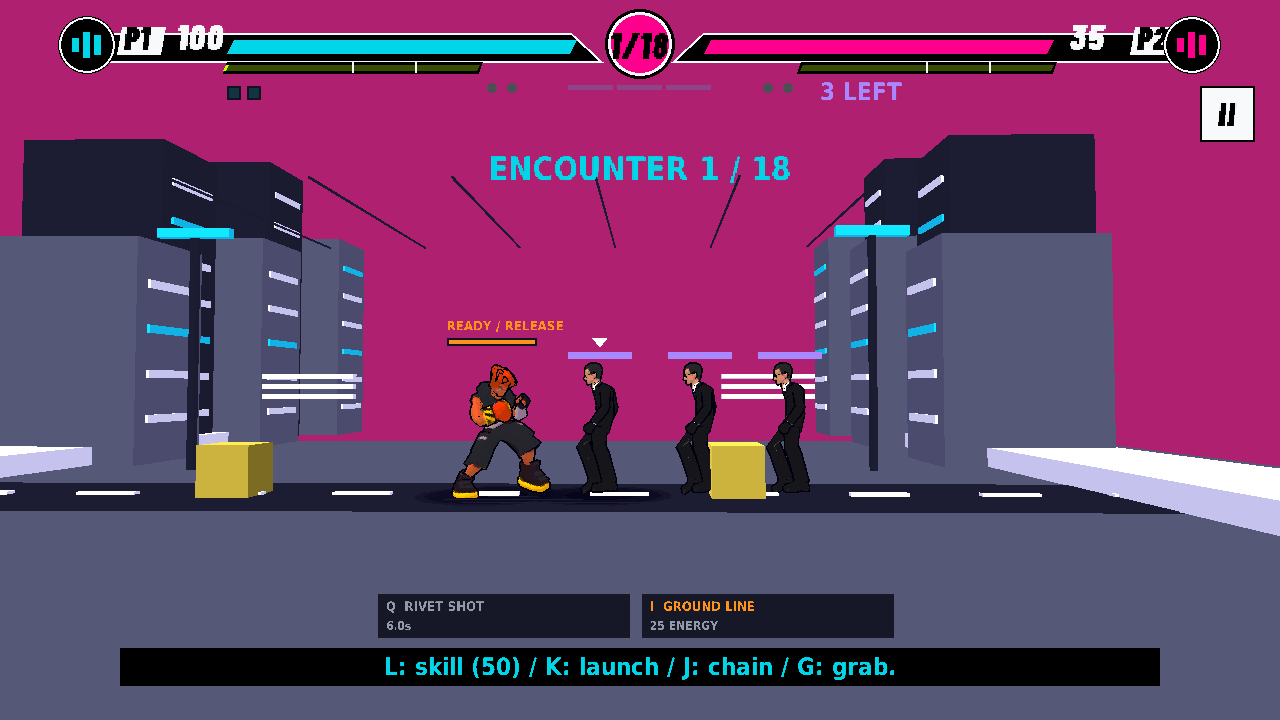 P1 100
1/18
35 P2
3 LEFT
ENCOUNTER 1 / 18
READY / RELEASE
Q RIVET SHOT
6.0s
I GROUND LINE
25 ENERGY
L: skill (50) / K: launch / J: chain / G: grab.